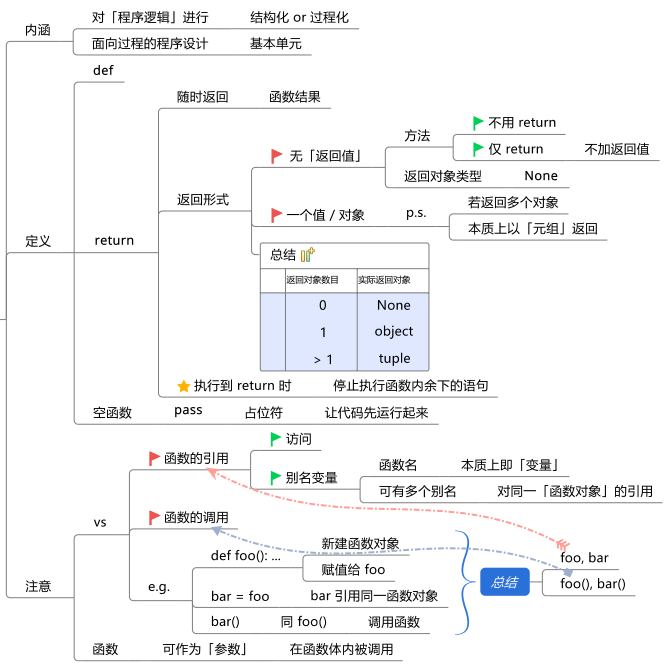 内涵
对「程序逻辑」进行 结构化 or 过程化
面向过程的程序设计 基本单元
定义
def
return
随时返回 函数结果
返回形式
无「返回值」
方法
不用 return
仅 return 不加返回值
返回对象类型 None
一个值 / 对象 p.s.
若返回多个对象
本质上以「元组」返回
总结
返回对象数目 实际返回对象
0 None
1 object
> 1 tuple
执行到 return 时 停止执行函数内余下的语句
空函数 pass 占位符 让代码先运行起来
注意
vs
函数的引用
访问
别名变量
函数名 本质上即「变量」
可有多个别名 对同一「函数对象」的引用
函数的调用
e.g.
def foo(): ...
新建函数对象
赋值给 foo
bar = foo bar 引用同一函数对象
bar() 同 foo() 调用函数
总结
foo, bar
foo(), bar()
函数 可作为「参数」 在函数体内被调用